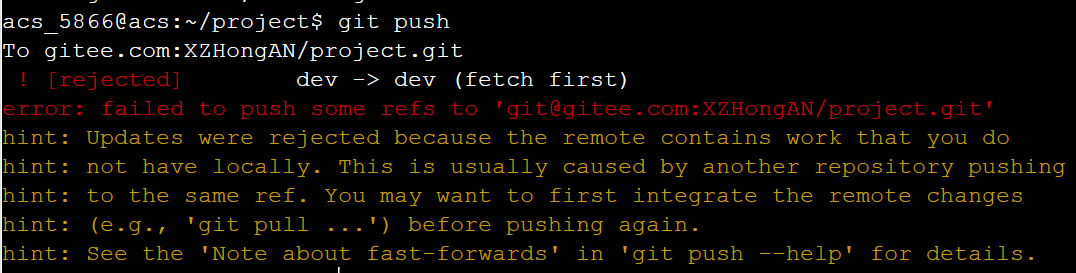 acs_5866@acs:~/project$ git push
To gitee.com:XZHongAN/project.git
 ! [rejected]        dev -> dev (fetch first)
error: failed to push some refs to 'git@gitee.com:XZHongAN/project.git'
hint: Updates were rejected because the remote contains work that you do
hint: not have locally. This is usually caused by another repository pushing
hint: to the same ref. You may want to first integrate the remote changes
hint: (e.g., 'git pull ...') before pushing again.
hint: See the 'Note about fast-forwards' in 'git push --help' for details.